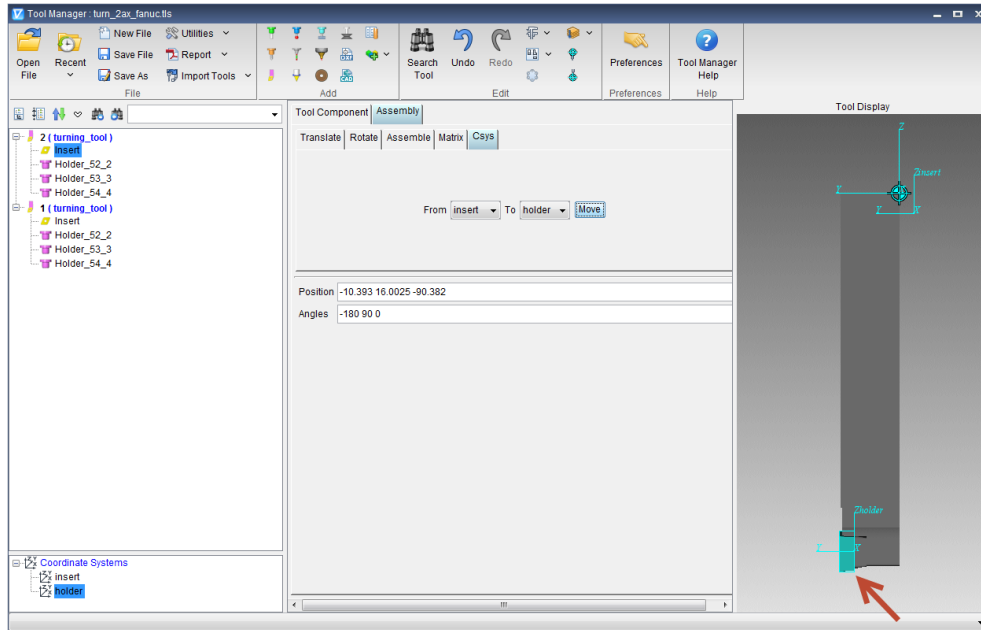 Tool Manager : turn_2ax_fanuc.tls
Open File
Recent
New File
Save File
Save As
Utilities
Report
Import Tools
File
Add
Search Tool
Undo
Redo
Edit
Preferences
Preferences
Tool Manager Help
Help
2 ( turning_tool )
Insert
Holder_52_2
Holder_53_3
Holder_54_4
1 ( turning_tool )
Insert
Holder_52_2
Holder_53_3
Holder_54_4
Coordinate Systems
insert
holder
Tool Component Assembly
Translate Rotate Assemble Matrix Csys
From insert To holder Move
Position -10.393 16.0025 -90.382
Angles -180 90 0
Tool Display
Z
Zinsert
Y
Y X
Zholder
Y X